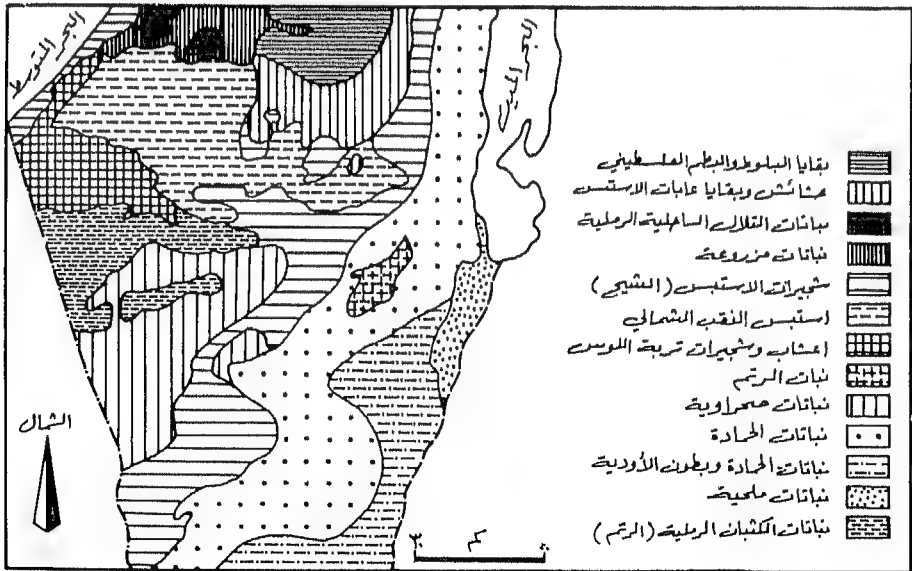 البحر المتوسط
البحر الميت
بقايا البلوط والبطم الفلسطيني
حشائش وبقايا غابات الاستبس
نباتات التلال الساحلية الرملية
نباتات مزروعة
شجيرات الاستبس (الشيح)
استبس النقب الشمالي
اعشاب وشجيرات تربة اللوس
نبات الرتم
نباتات صحراوية
نباتات الحمادة
نباتات الحمادة وبطون الأودية
نباتات ملحية
نباتات الكثبان الرملية (الرتم)
الشمال
كم